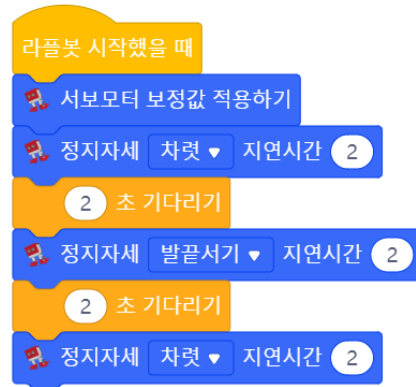 라플봇 시작했을 때
서보모터 보정값 적용하기
정지자세 차렷 지연시간 2
2 초 기다리기
정지자세 발끝서기 지연시간 2
2 초 기다리기
정지자세 차렷 지연시간 2